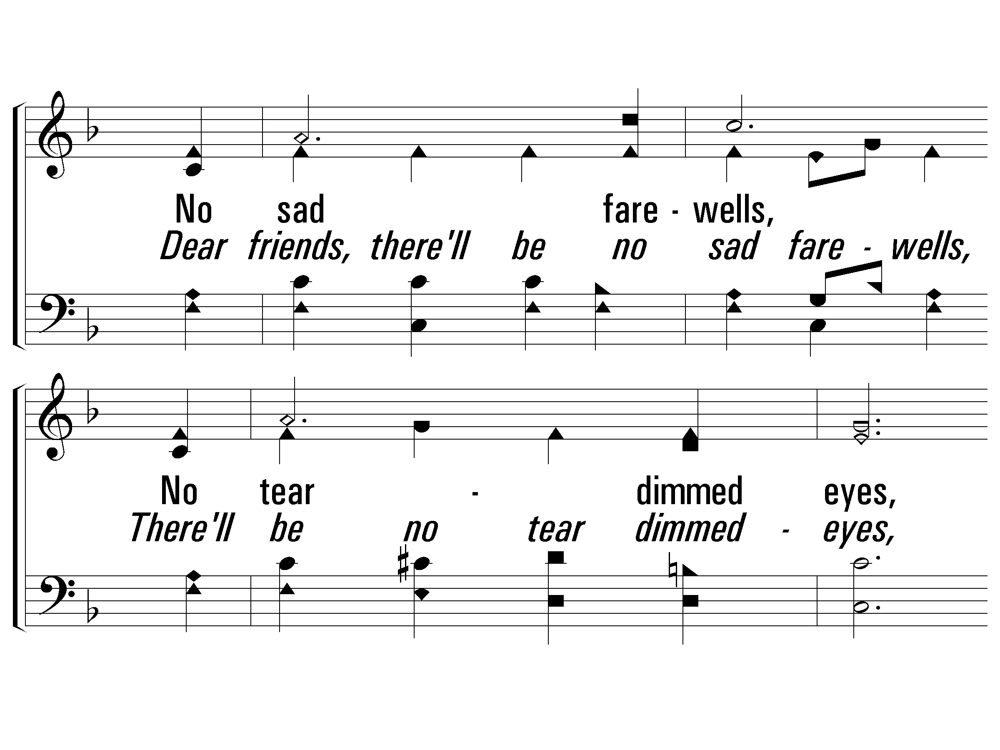 No sad fare - wells,
Dear friends, there'll be no sad fare - wells,
No tear - dimmed eyes,
There'll be no tear dimmed - eyes,